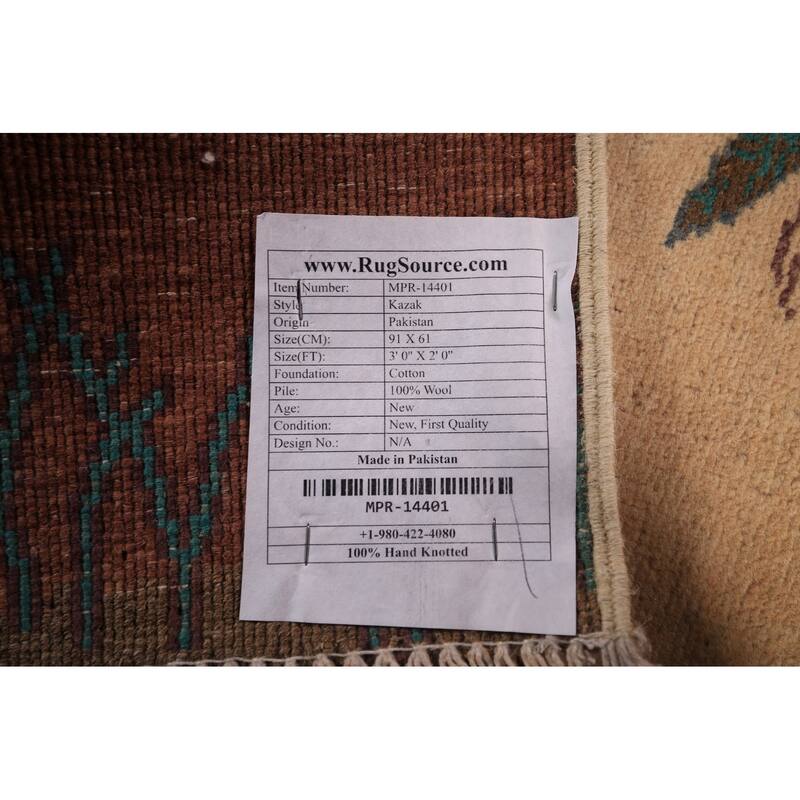 www.RugSource.com
Item Number: MPR-14401
Style Kazak
Origin Pakistan
Size(CM): 91 X 61
Size(FT): 3' 0" X 2' 0"
Foundation: Cotton
Pile: 100% Wool
Age: New
Condition: New, First Quality
Design No.: N/A
Made in Pakistan
MPR-14401
+1-980-422-4080
100% Hand Knotted